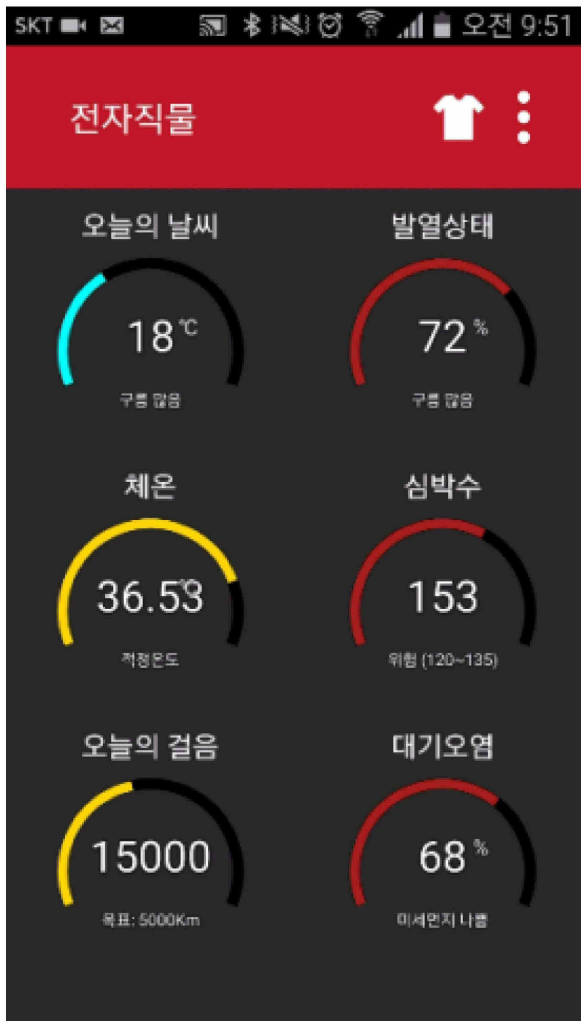 SKT 오전 9:51
전자직물
오늘의 날씨 발열상태
18℃ 72%
구름 많음 구름 많음
체온 심박수
36.53℃ 153
적정온도 위험 (120~135)
오늘의 걸음 대기오염
15000 68%
목표: 5000Km 미세먼지 나쁨